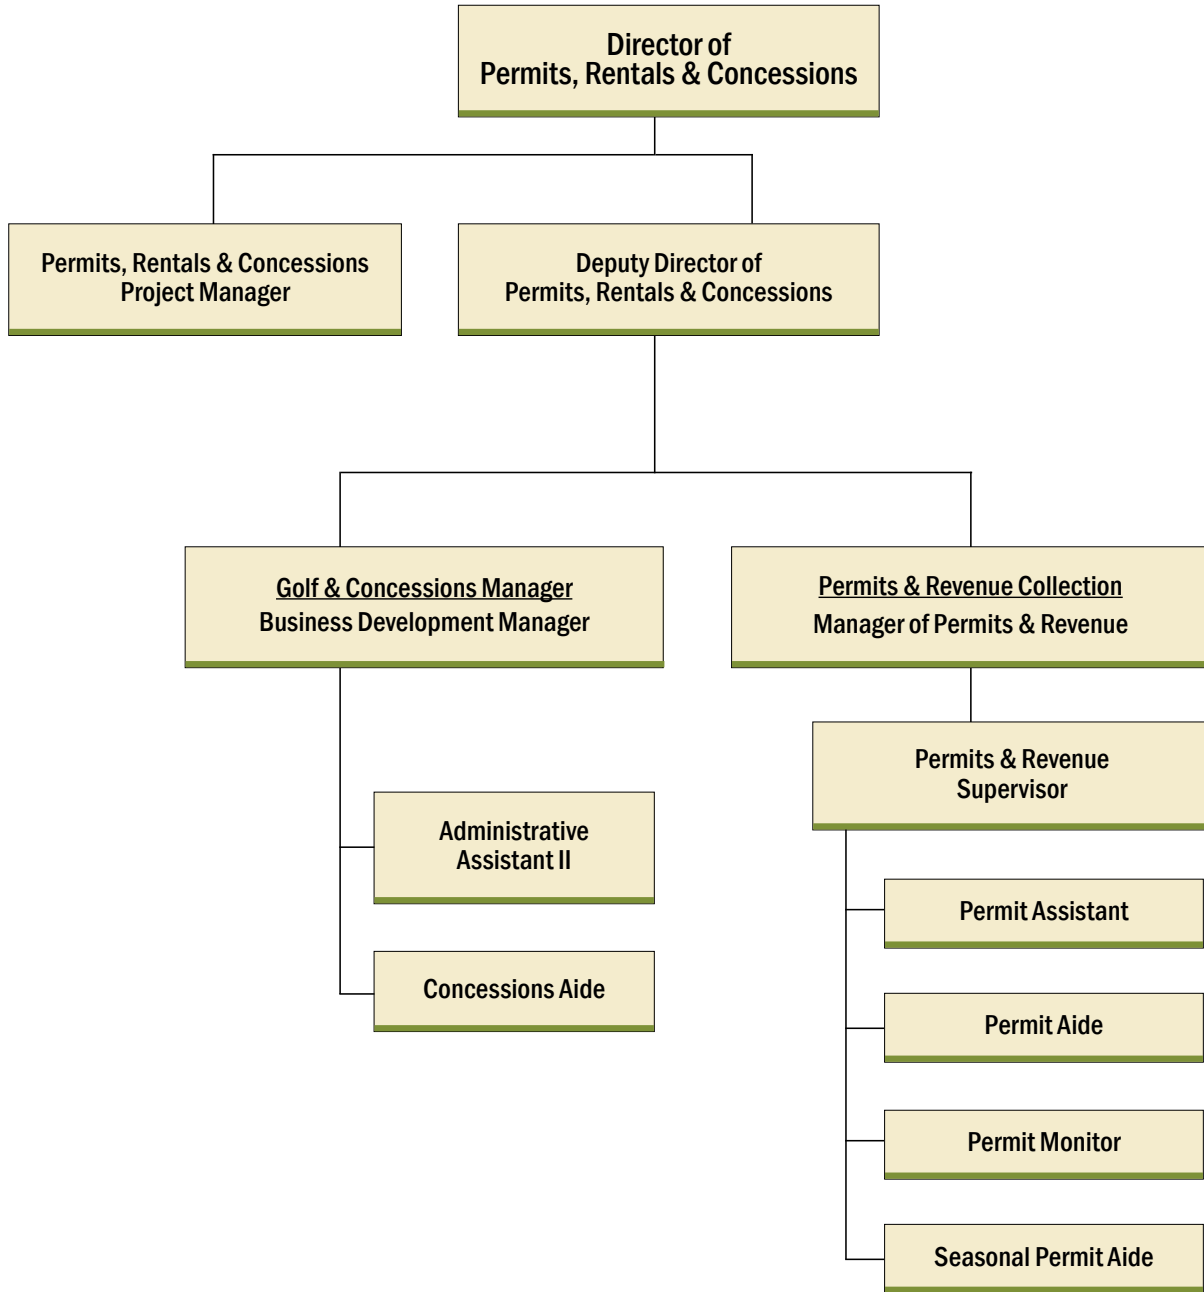 Director of
Permits, Rentals & Concessions
Permits, Rentals & Concessions
Project Manager
Deputy Director of
Permits, Rentals & Concessions
Golf & Concessions Manager
Business Development Manager
Permits & Revenue Collection
Manager of Permits & Revenue
Permits & Revenue
Supervisor
Administrative
Assistant II
Concessions Aide
Permit Assistant
Permit Aide
Permit Monitor
Seasonal Permit Aide